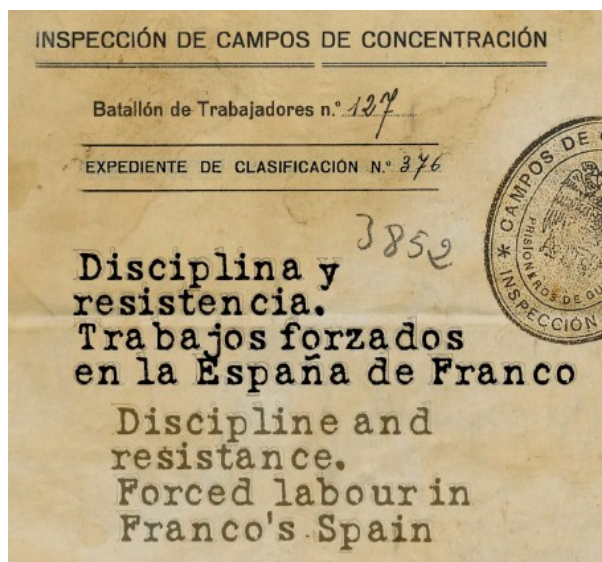 INSPECCIÓN DE CAMPOS DE CONCENTRACIÓN
Batallón de Trabajadores n.º 127
EXPEDIENTE DE CLASIFICACIÓN N.º 376
3852
CAMPOS DE
PRISIONEROS DE GU
INSPECCIÓN
Disciplina y
resistencia.
Trabajos forzados
en la España de Franco
Discipline and
resistance.
Forced labour in
Franco's Spain